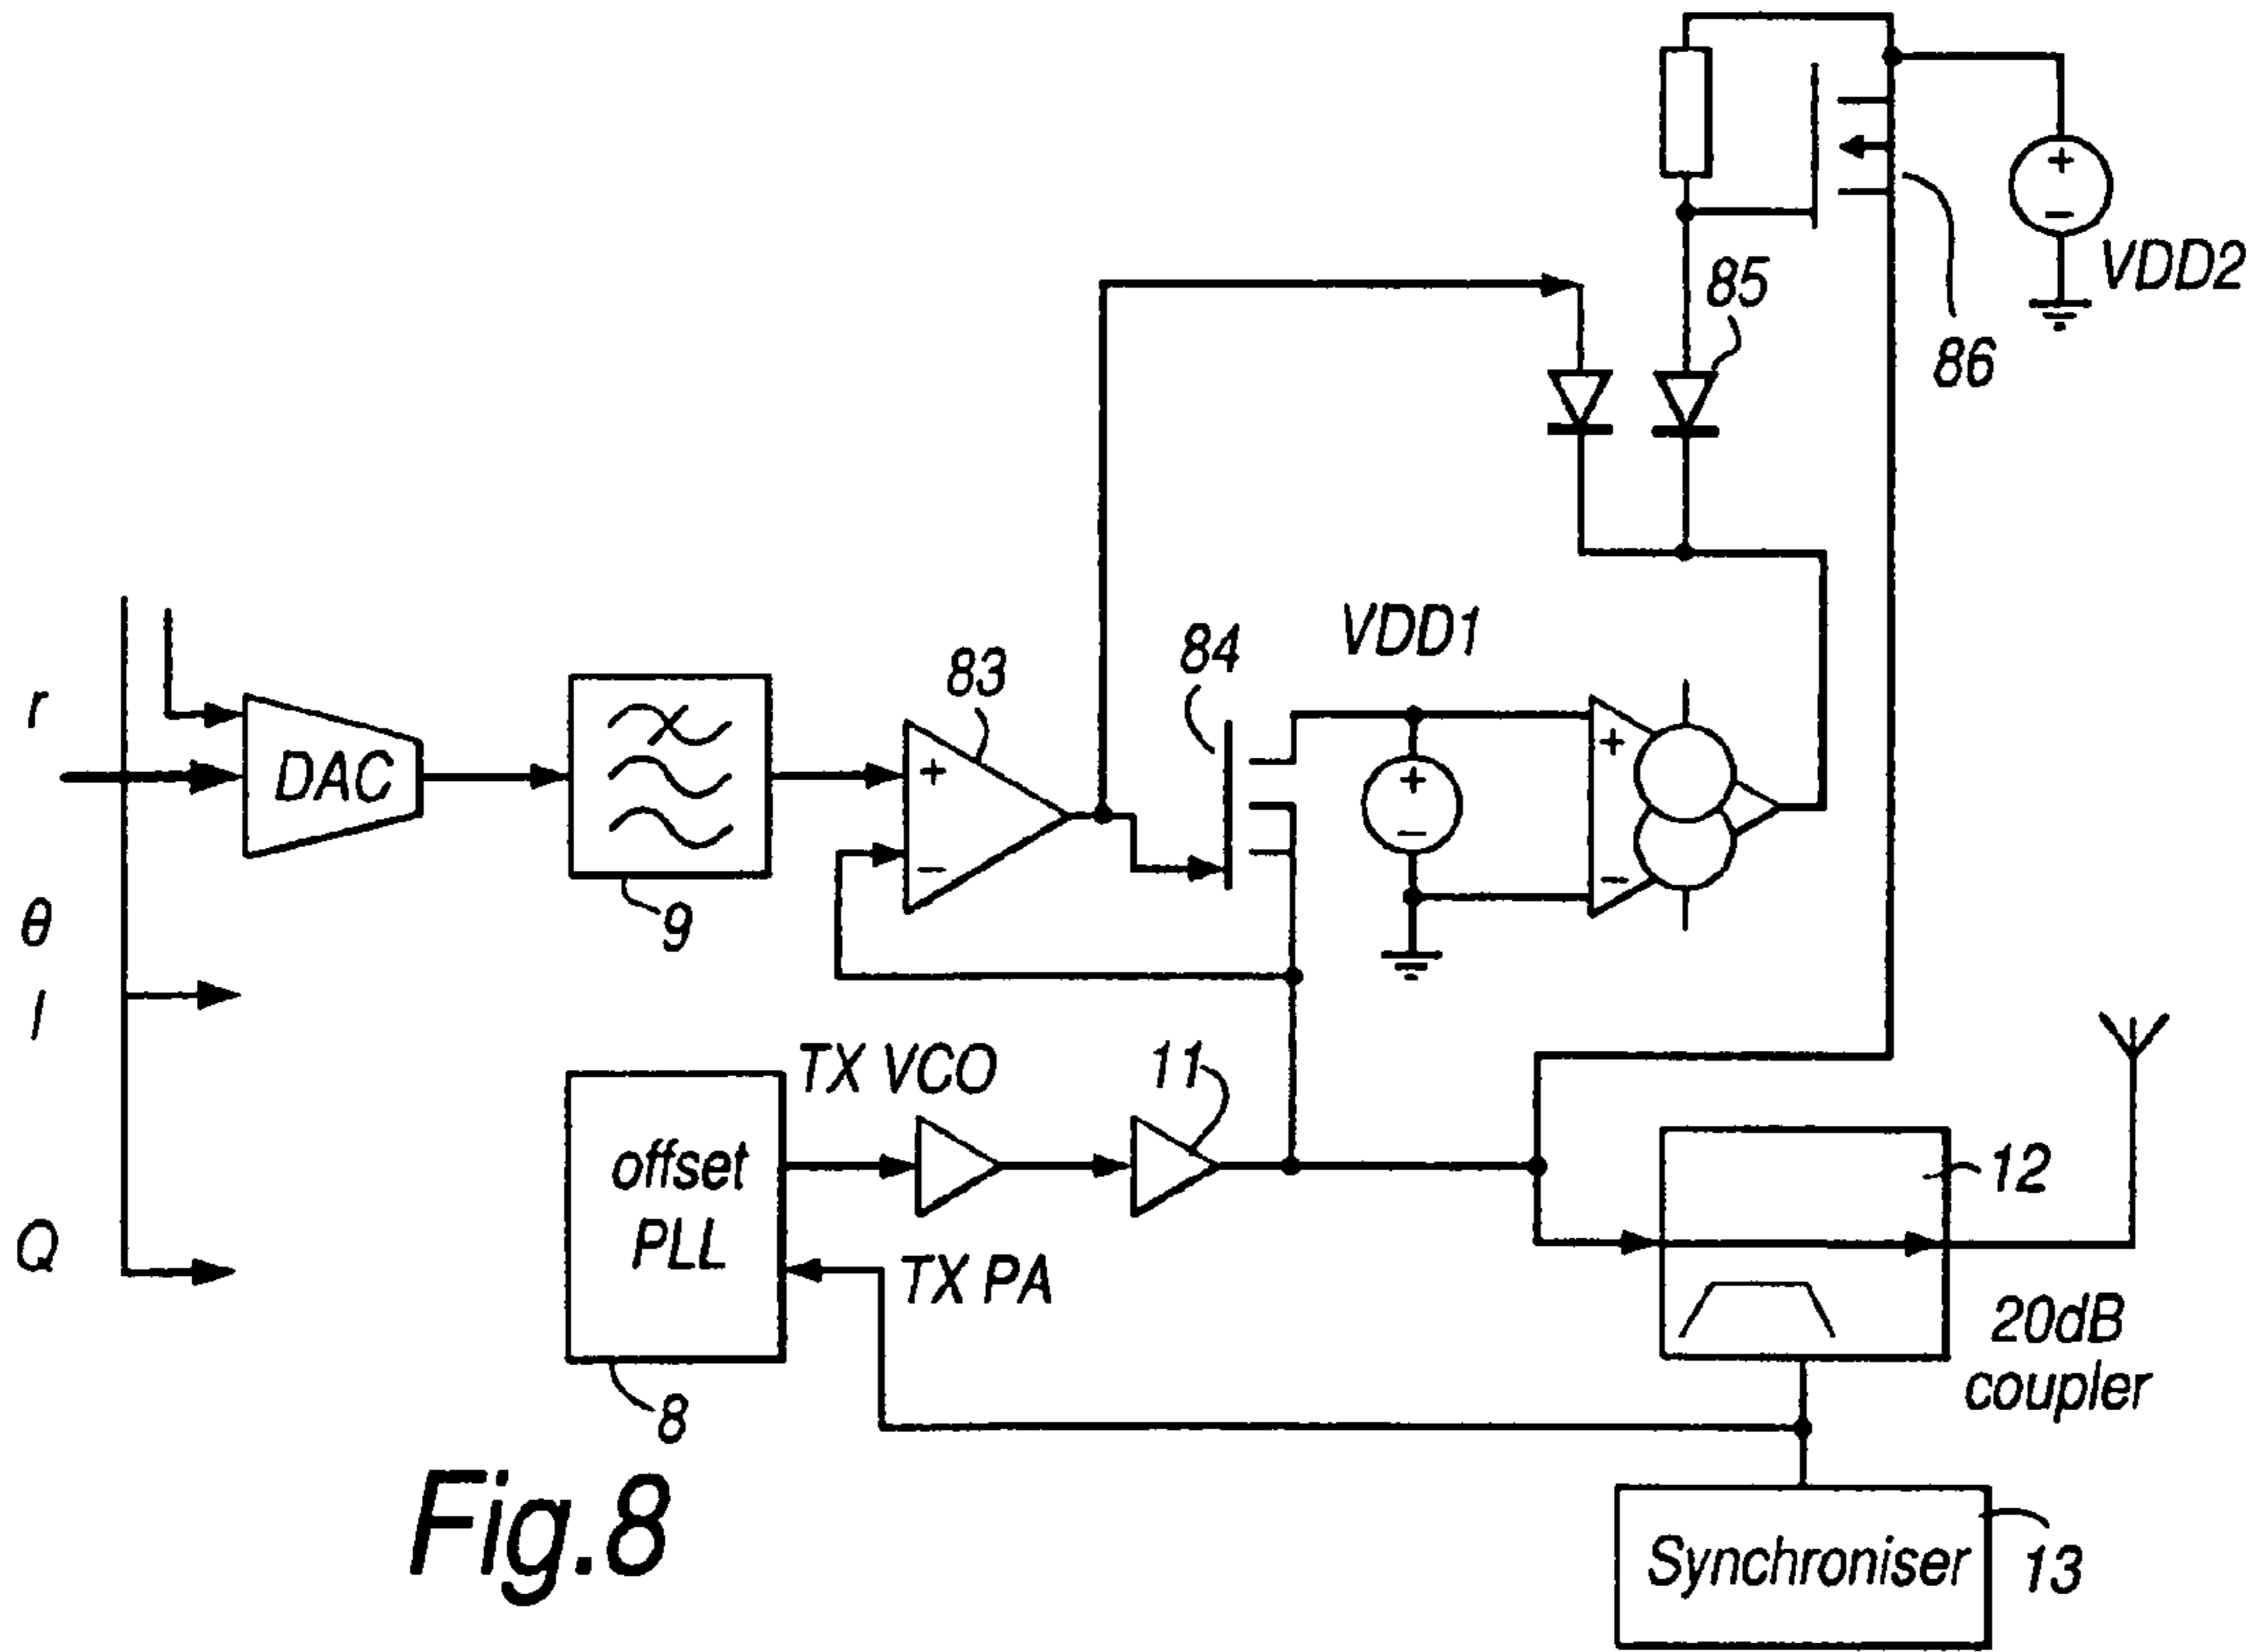 VDD2
85
86
VDD1
84
83
r
DAC
+
−
+
−
+
−
+
−
9
θ
I
Q
TX VCO
11
offset
PLL
TX PA
8
12
20dB
coupler
Synchroniser
13
Fig.8